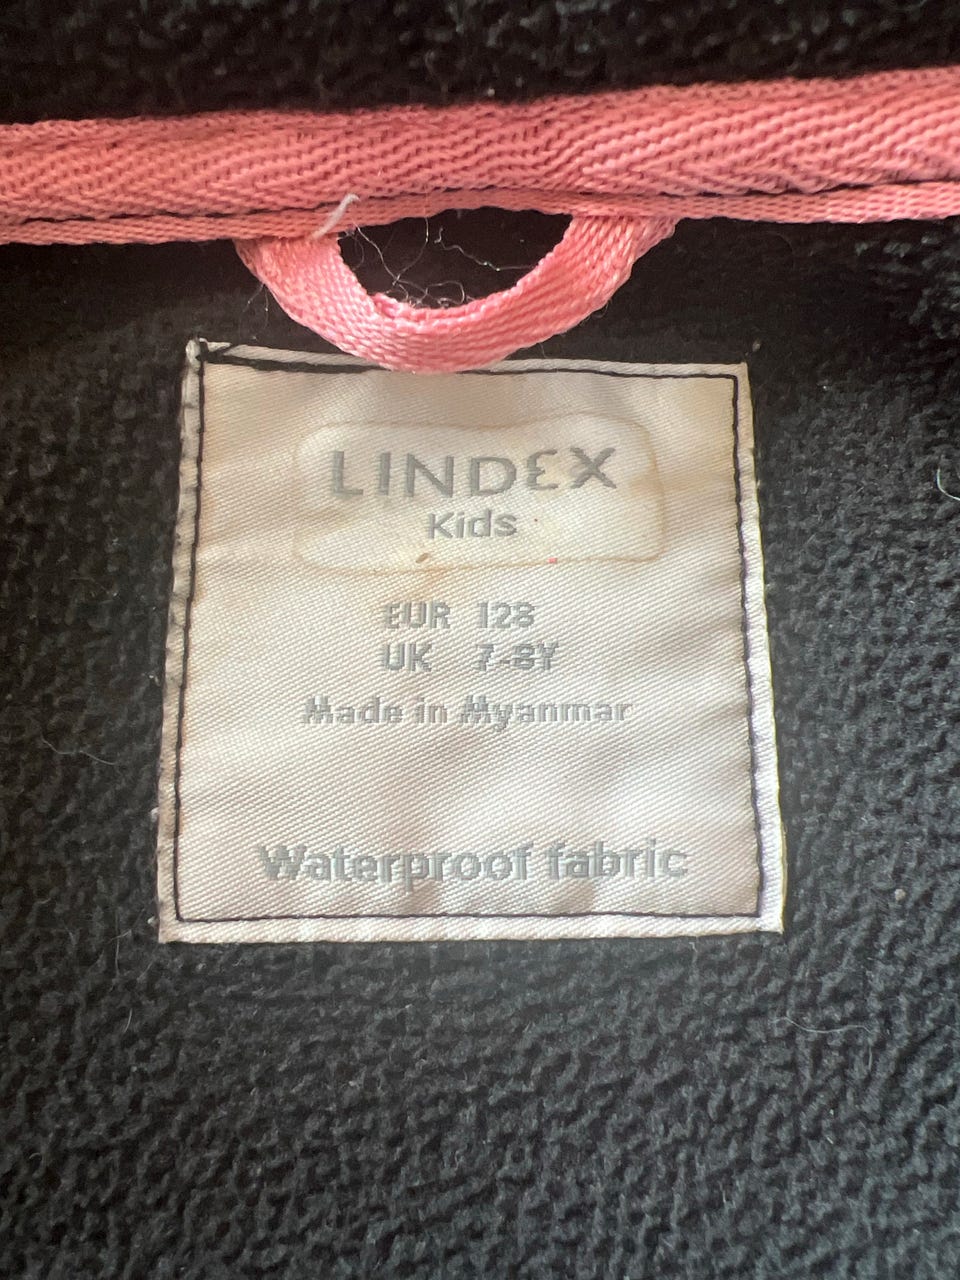 LINDEX
Kids
EUR 128
UK 7-8Y
Made in Myanmar
Waterproof fabric